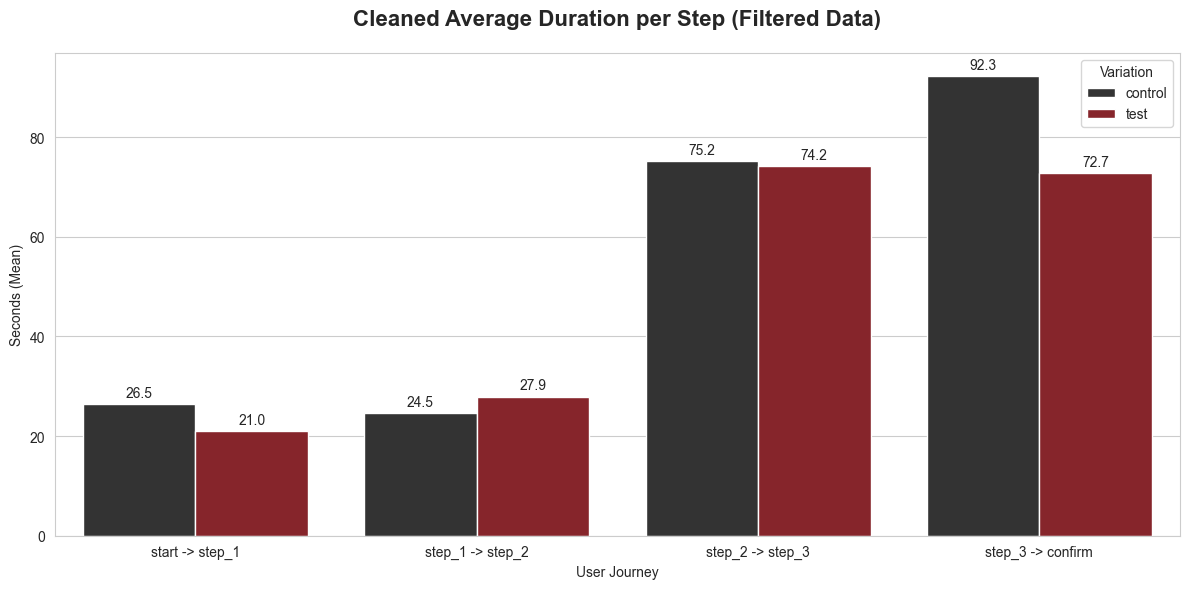 Cleaned Average Duration per Step (Filtered Data)
Variation
control
test
Seconds (Mean)
80
60
40
20
0
26.5
21.0
24.5
27.9
75.2
74.2
92.3
72.7
start -> step_1
step_1 -> step_2
step_2 -> step_3
step_3 -> confirm
User Journey